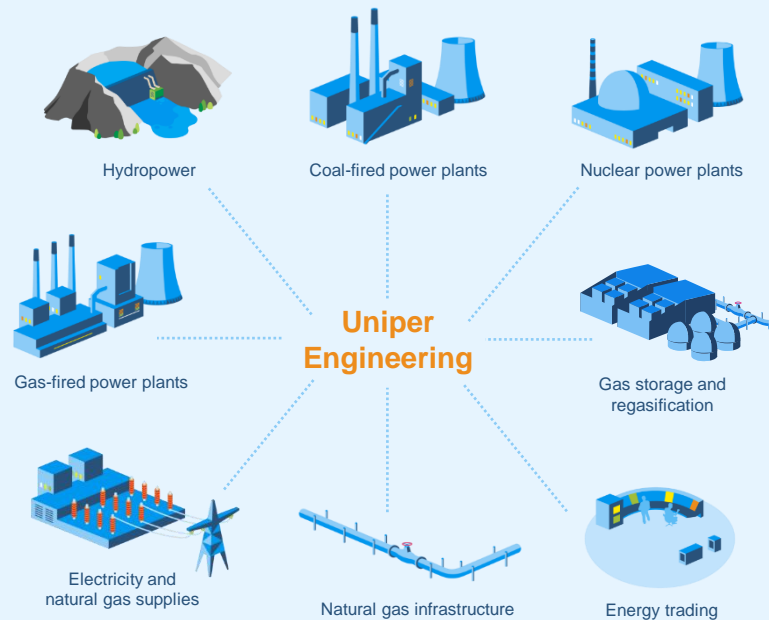 Hydropower
Coal-fired power plants
Nuclear power plants
Uniper
Engineering
Gas-fired power plants
Gas storage and
regasification
Electricity and
natural gas supplies
Natural gas infrastructure
Energy trading